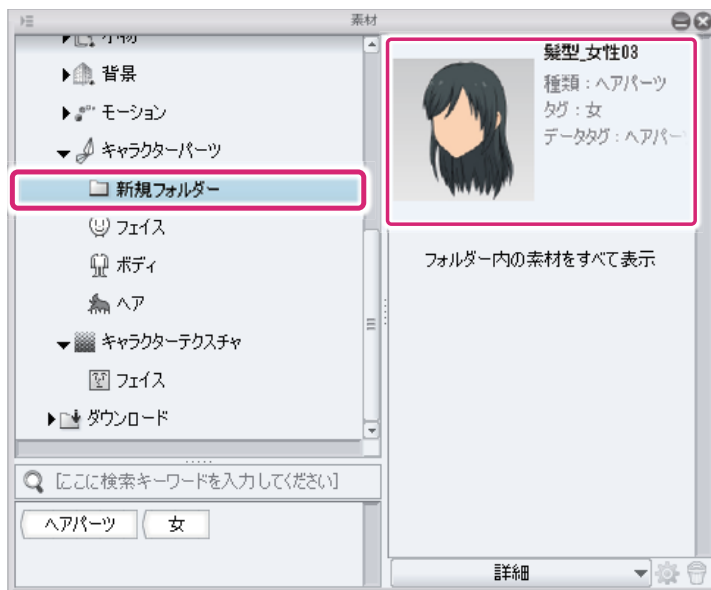 素材
小物
背景
モーション
キャラクターパーツ
新規フォルダー
フェイス
ボディ
ヘア
キャラクターテクスチャ
フェイス
ダウンロード
[ここに検索キーワードを入力してください]
ヘアパーツ
女
髪型_女性03
種類:ヘアパーツ
タグ:女
データタグ:ヘアパー
フォルダー内の素材をすべて表示
詳細